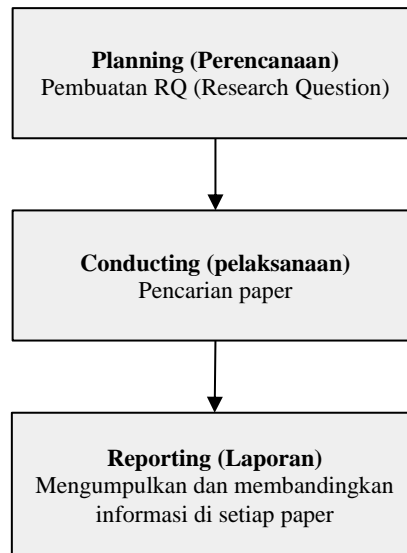 Planning (Perencanaan)
Pembuatan RQ (Research Question)
Conducting (pelaksanaan)
Pencarian paper
Reporting (Laporan)
Mengumpulkan dan membandingkan
informasi di setiap paper